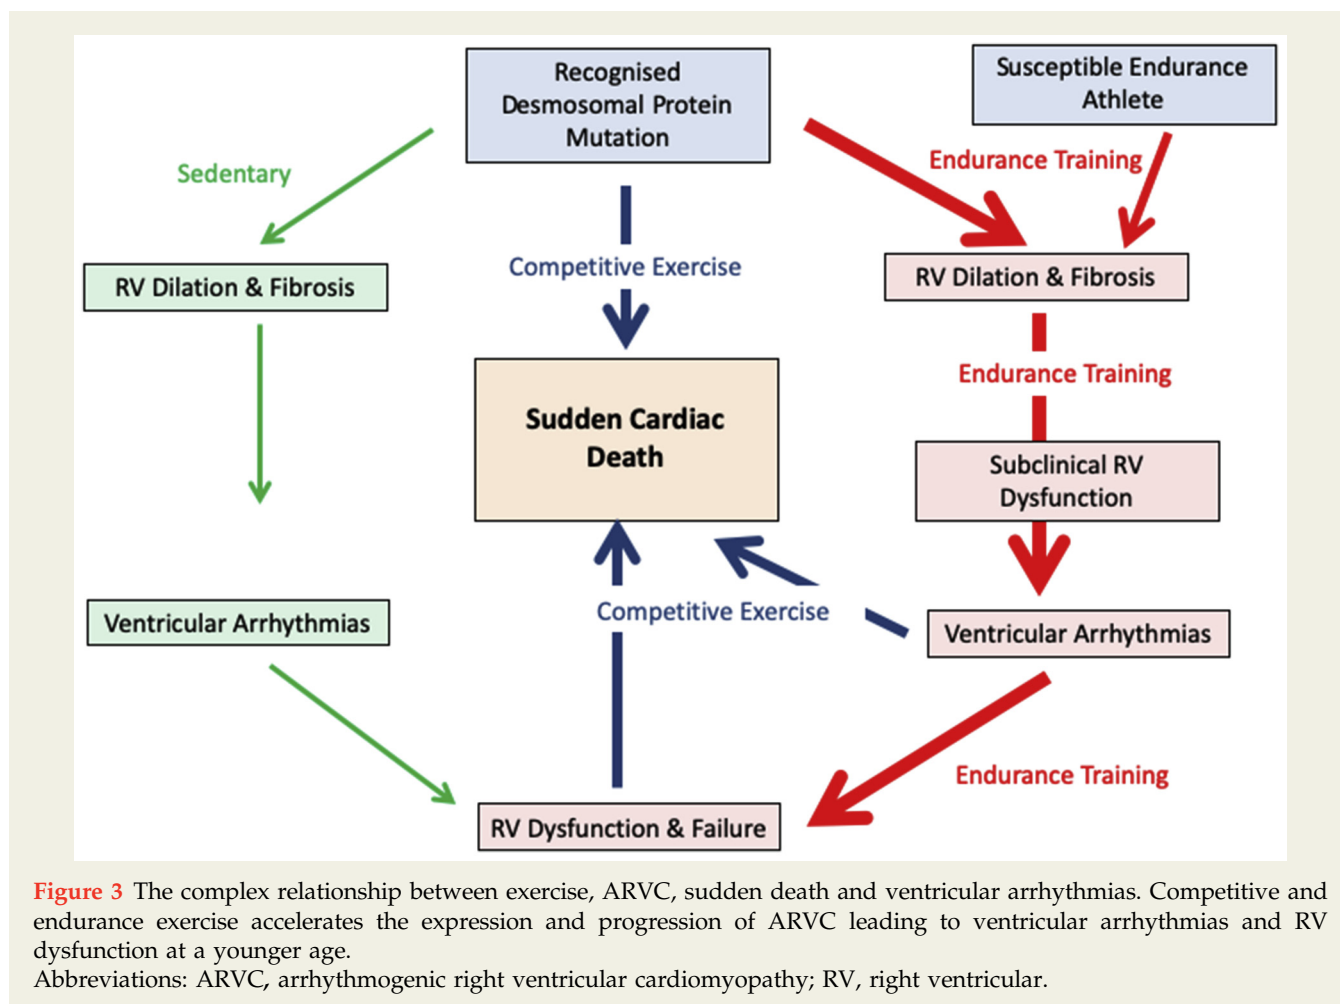 Recognised
Desmosomal Protein
Mutation
Susceptible Endurance
Athlete
Sedentary
Endurance Training
Competitive Exercise
RV Dilation & Fibrosis
RV Dilation & Fibrosis
Endurance Training
Sudden Cardiac
Death
Subclinical RV
Dysfunction
Competitive Exercise
Ventricular Arrhythmias
Ventricular Arrhythmias
Endurance Training
RV Dysfunction & Failure
Figure 3 The complex relationship between exercise, ARVC, sudden death and ventricular arrhythmias. Competitive and
endurance exercise accelerates the expression and progression of ARVC leading to ventricular arrhythmias and RV
dysfunction at a younger age.
Abbreviations: ARVC, arrhythmogenic right ventricular cardiomyopathy; RV, right ventricular.